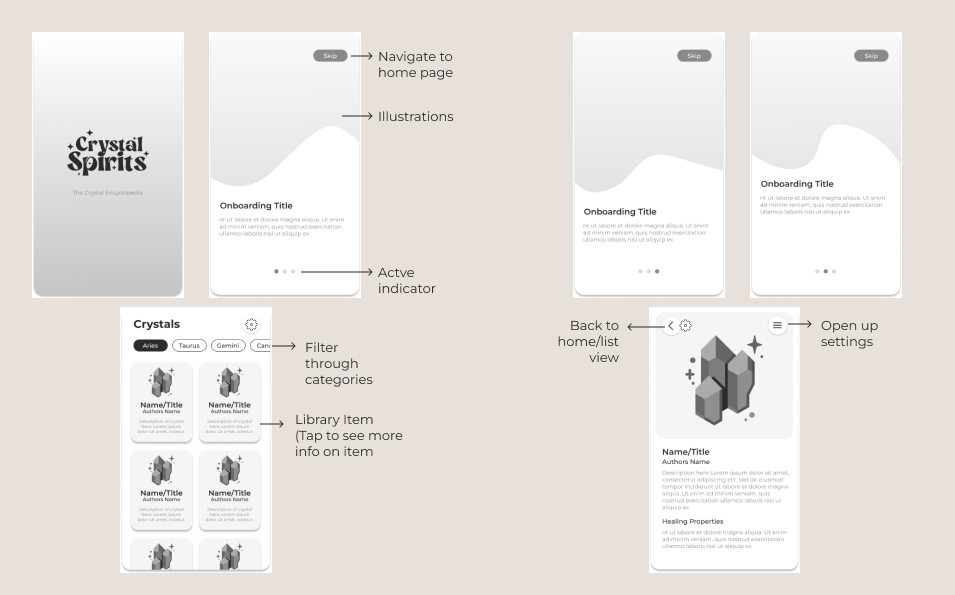 Crystal
Spirits
The Crystal Encyclopedia
Skip
Onboarding Title
nt ut labore et dolore magna aliqua. Ut enim
ad minim veniam, quis nostrud exercitation
ullamco laboris nisi ut aliquip ex
Navigate to
home page
Illustrations
Actve
indicator
Skip
Onboarding Title
nt ut labore et dolore magna aliqua. Ut enim
ad minim veniam, quis nostrud exercitation
ullamco laboris nisi ut aliquip ex
Skip
Onboarding Title
nt ut labore et dolore magna aliqua. Ut enim
ad minim veniam, quis nostrud exercitation
ullamco laboris nisi ut aliquip ex
Crystals
Aries
Taurus
Gemini
Canc
Name/Title
Authors Name
Description of crystal
here. Lorem ipsum
dolor sit amet, consetur.
Name/Title
Authors Name
Description of crystal
here. Lorem ipsum
dolor sit amet, consetur.
Name/Title
Authors Name
Description of crystal
here. Lorem ipsum
dolor sit amet, consetur.
Name/Title
Authors Name
Description of crystal
here. Lorem ipsum
dolor sit amet, consetur.
Filter
through
categories
Library Item
(Tap to see more
info on item
Back to
home/list
view
Open up
settings
Name/Title
Authors Name
Description here Lorem ipsum dolor sit amet,
consectetur adipiscing elit, sed do eiusmod
tempor incididunt ut labore et dolore magna
aliqua. Ut enim ad minim veniam, quis
nostrud exercitation ullamco laboris nisi ut
aliquip ex
Healing Properties
nt ut labore et dolore magna aliqua. Ut enim
ad minim veniam, quis nostrud exercitation
ullamco laboris nisi ut aliquip ex